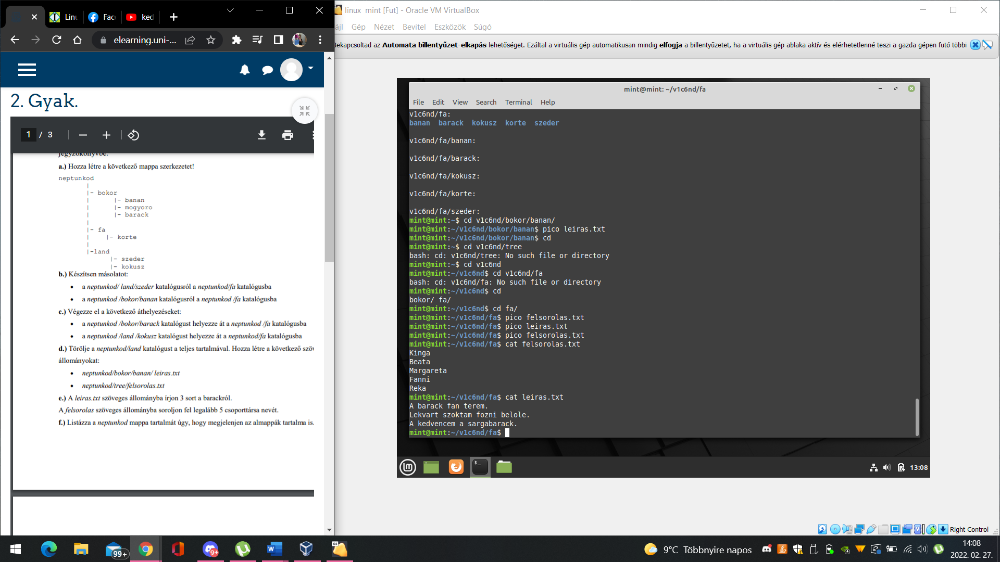 Linu
Fac
ked
elearning.uni-...
2. Gyak.
1 / 3
jegyzőkönyvbe.
a.) Hozza létre a következő mappa szerkezetet!
neptunkod
|
|- bokor
| |- banan
| |- mogyoro
| |- barack
|
|- fa
| |- korte
|
|-land
|- szeder
|- kokusz
b.) Készítsen másolatot:
• a neptunkod/ land/szeder katalógusról a neptunkod/fa katalógusba
• a neptunkod /bokor/banan katalógusról a neptunkod /fa katalógusba
c.) Végezze el a következő áthelyezéseket:
• a neptunkod /bokor/barack katalógust helyezze át a neptunkod /fa katalógusba
• a neptunkod /land /kokusz katalógust helyezze át a neptunkod/fa katalógusba
d.) Törölje a neptunkod/land katalógust a teljes tartalmával. Hozza létre a következő szöv
állományokat:
• neptunkod/bokor/banan/ leiras.txt
• neptunkod/tree/felsorolas.txt
e.) A leiras.txt szöveges állományba írjon 3 sort a barackról.
A felsorolas szöveges állományba soroljon fel legalább 5 csoporttársa nevét.
f.) Listázza a neptunkod mappa tartalmát úgy, hogy megjelenjen az almappák tartalma is.
linux mint [Fut] - Oracle VM VirtualBox
ájl Gép Nézet Bevitel Eszközök Súgó
Bekapcsoltad az Automata billentyűzet-elkapás lehetőséget. Ezáltal a virtuális gép automatikusan mindig elfogja a billentyűzetet, ha a virtuális gép ablaka aktív és elérhetetlenné teszi a gazda gépen futó többi
mint@mint: ~/v1c6nd/fa
File Edit View Search Terminal Help
v1c6nd/fa:
banan barack kokusz korte szeder
v1c6nd/fa/banan:
v1c6nd/fa/barack:
v1c6nd/fa/kokusz:
v1c6nd/fa/korte:
v1c6nd/fa/szeder:
mint@mint:~$ cd v1c6nd/bokor/banan/
mint@mint:~/v1c6nd/bokor/banan$ pico leiras.txt
mint@mint:~/v1c6nd/bokor/banan$ cd
mint@mint:~$ cd v1c6nd/tree
bash: cd: v1c6nd/tree: No such file or directory
mint@mint:~$ cd v1c6nd
mint@mint:~/v1c6nd$ cd v1c6nd/fa
bash: cd: v1c6nd/fa: No such file or directory
mint@mint:~/v1c6nd$ cd
bokor/ fa/
mint@mint:~/v1c6nd$ cd fa/
mint@mint:~/v1c6nd/fa$ pico felsorolas.txt
mint@mint:~/v1c6nd/fa$ pico leiras.txt
mint@mint:~/v1c6nd/fa$ pico felsorolas.txt
mint@mint:~/v1c6nd/fa$ cat felsorolas.txt
Kinga
Beata
Margareta
Fanni
Reka
mint@mint:~/v1c6nd/fa$ cat leiras.txt
A barack fan terem.
Lekvart szoktam fozni belole.
A kedvencem a sargabarack.
mint@mint:~/v1c6nd/fa$
13:08
Right Control
99+
9+
64
9°C Többnyire napos
14:08
2022. 02. 27.